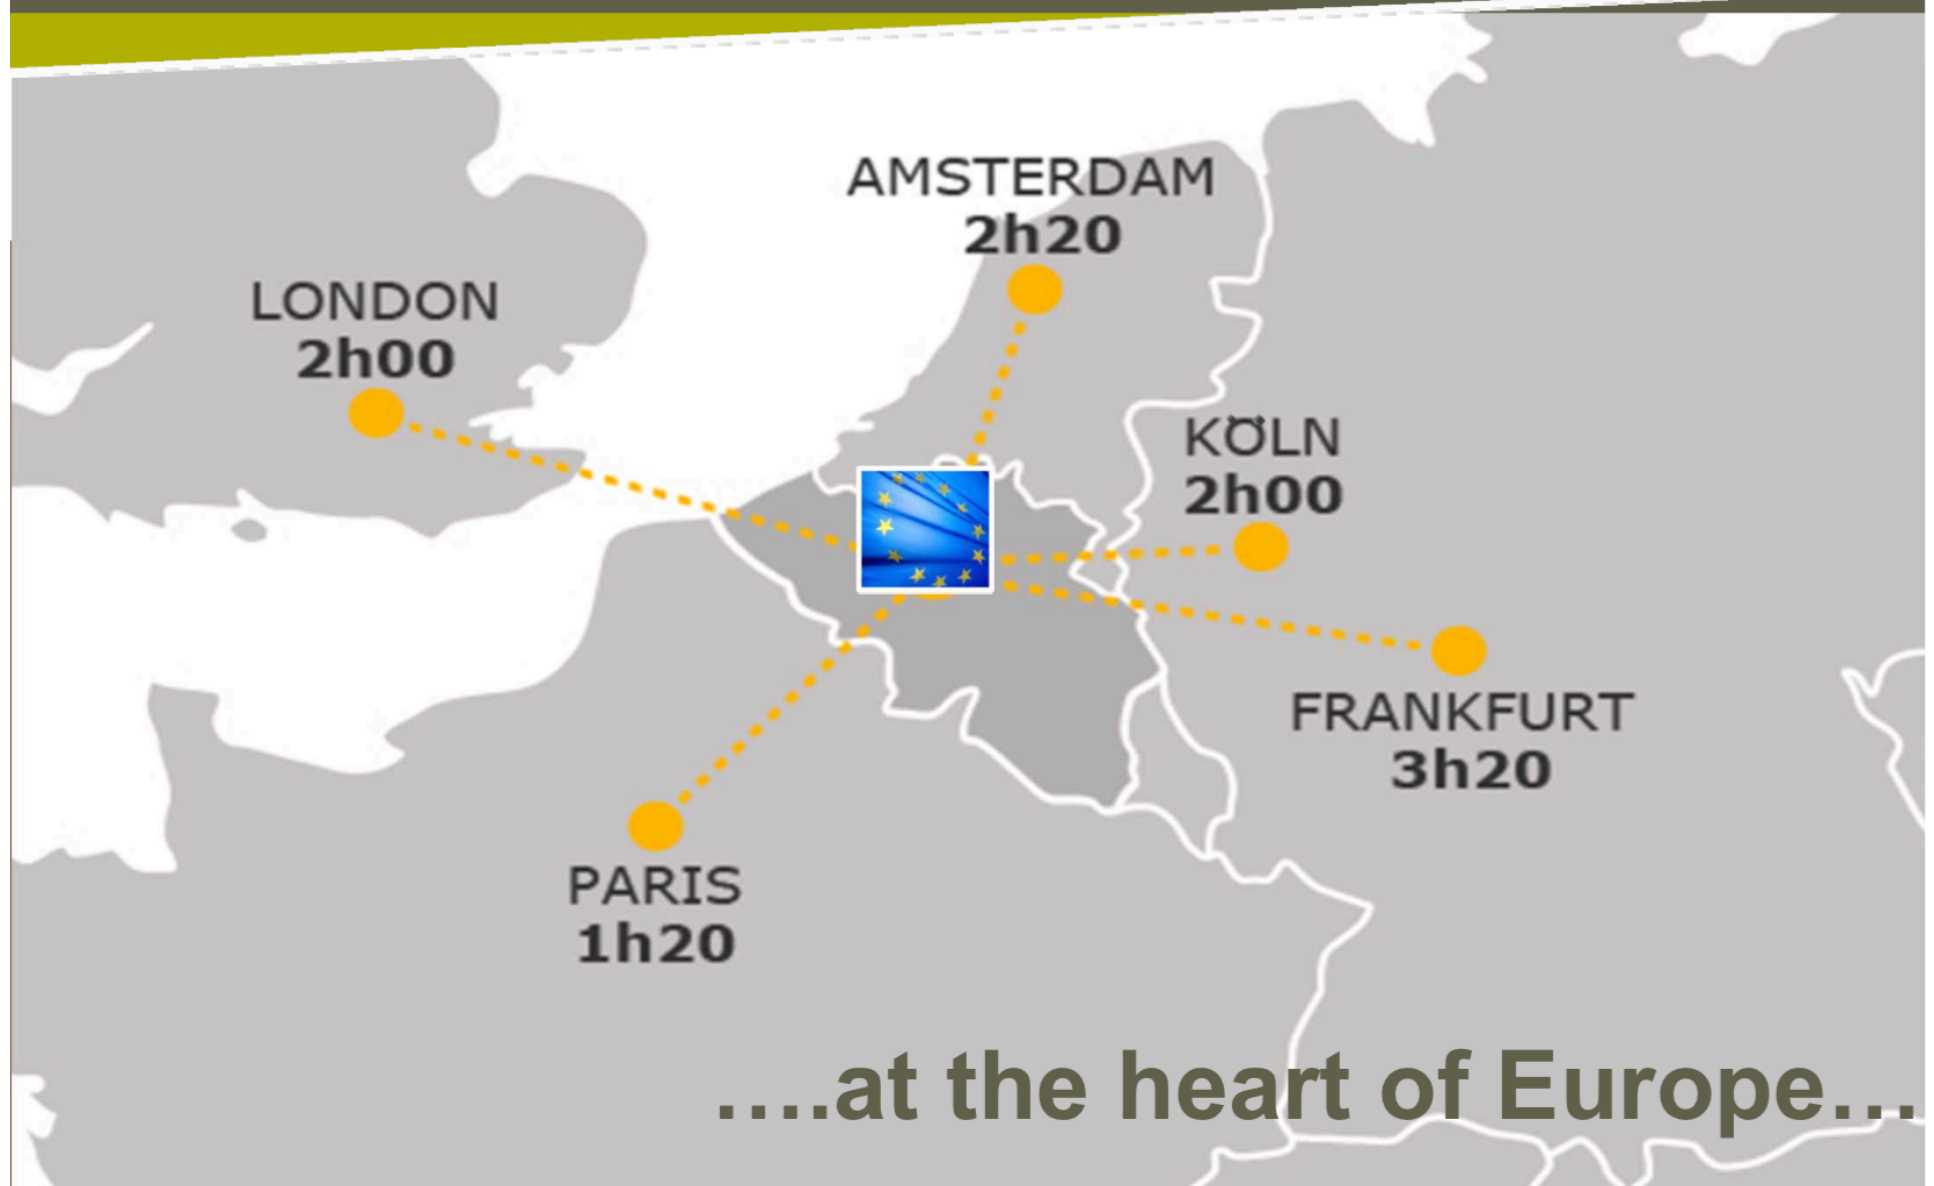 AMSTERDAM
2h20
LONDON
2h00
KÖLN
2h00
FRANKFURT
3h20
PARIS
1h20
….at the heart of Europe…